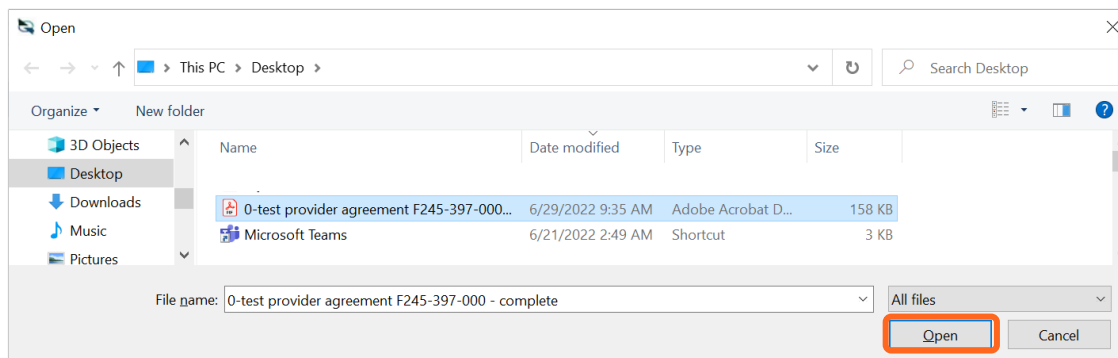 Open
This PC > Desktop >
Search Desktop
Organize
New folder
3D Objects
Name
Date modified
Type
Size
Desktop
Downloads
0-test provider agreement F245-397-000... 6/29/2022 9:35 AM Adobe Acrobat D... 158 KB
Music
Microsoft Teams 6/21/2022 2:49 AM Shortcut 3 KB
Pictures
File name: 0-test provider agreement F245-397-000 - complete
All files
Open
Cancel